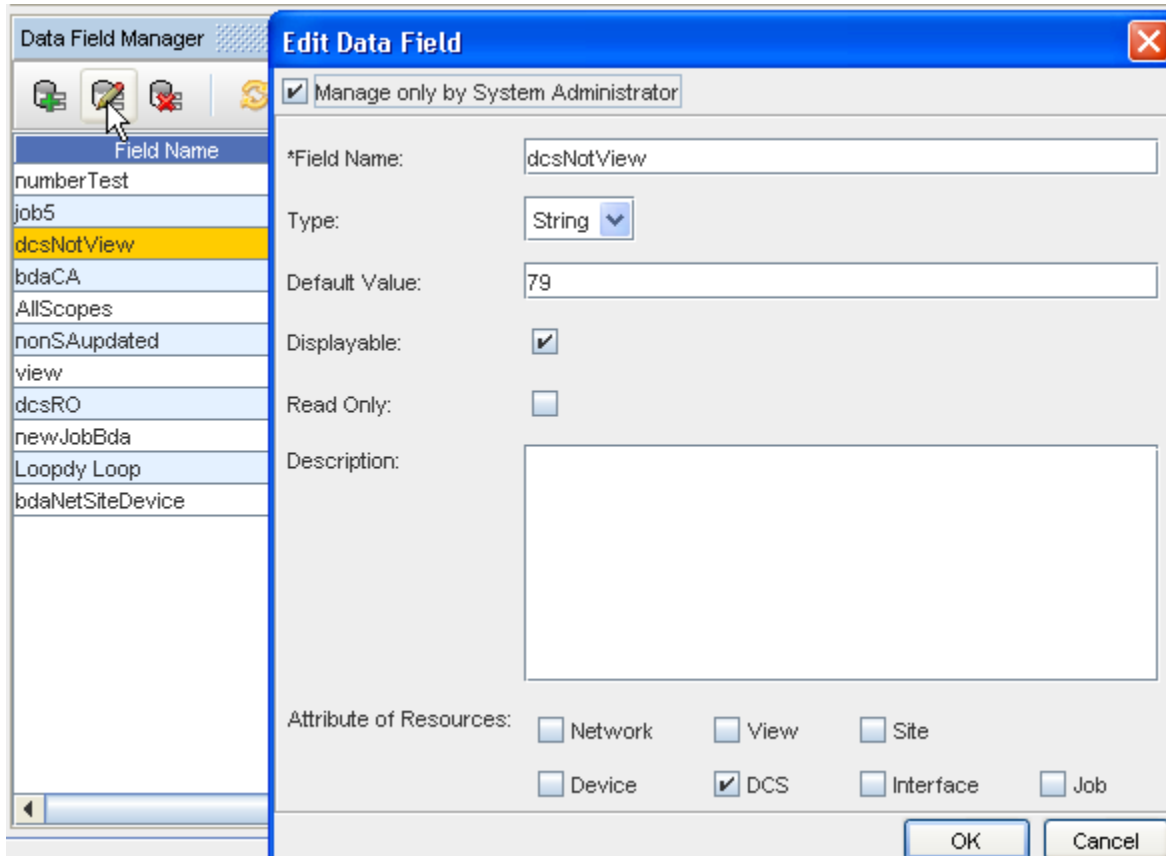 Data Field Manager
Field Name
numberTest
job5
dcsNotView
bdaCA
AllScopes
nonSAupdated
view
dcsRO
newJobBda
Loopdy Loop
bdaNetSiteDevice
Edit Data Field
Manage only by System Administrator
*Field Name: dcsNotView
Type: String
Default Value: 79
Displayable:
Read Only:
Description:
Attribute of Resources: Network View Site
Device DCS Interface Job
OK Cancel